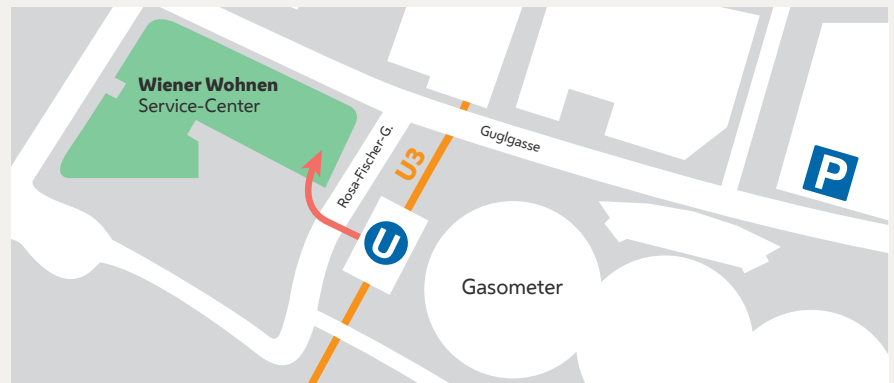 Wiener Wohnen
Service-Center
Rosa-Fischer-G.
U3
Guglgasse
P
U
Gasometer